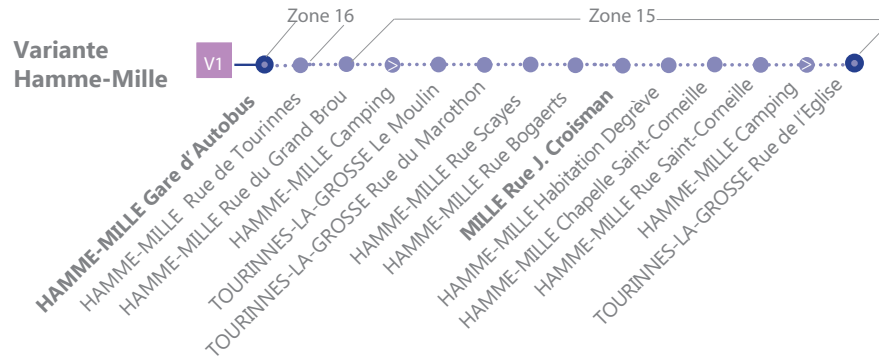 Zone 16
Zone 15
Variante
Hamme-Mille
V1
>
>
HAMME-MILLE Gare d'Autobus
HAMME-MILLE Rue de Tourinnes
HAMME-MILLE Rue du Grand Brou
HAMME-MILLE Camping
TOURINNES-LA-GROSSE Le Moulin
TOURINNES-LA-GROSSE Rue du Marothon
HAMME-MILLE Rue Scayes
HAMME-MILLE Rue Bogaerts
MILLE Rue J. Croisman
HAMME-MILLE Habitation Degrève
HAMME-MILLE Chapelle Saint-Corneille
HAMME-MILLE Rue Saint-Corneille
HAMME-MILLE Camping
TOURINNES-LA-GROSSE Rue de l'Eglise